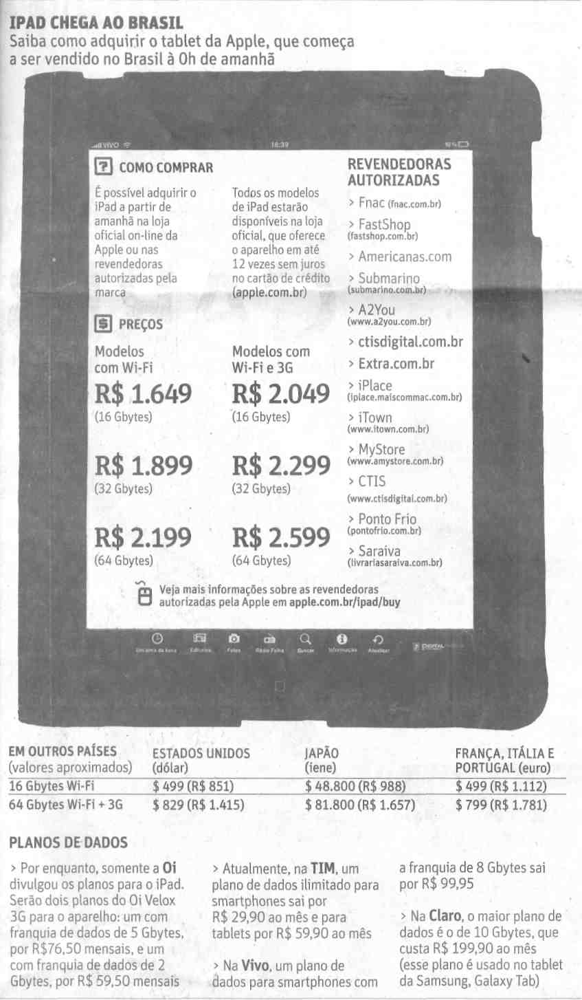 IPAD CHEGA AO BRASIL
Saiba como adquirir o tablet da Apple, que começa
a ser vendido no Brasil à 0h de amanhã
VIVO
16:39
COMO COMPRAR
É possível adquirir o
iPad a partir de
amanhã na loja
oficial on-line da
Apple ou nas
revendedoras
autorizadas pela
marca
Todos os modelos
de iPad estarão
disponíveis na loja
oficial, que oferece
o aparelho em até
12 vezes sem juros
no cartão de crédito
(apple.com.br)
PREÇOS
Modelos
com Wi-Fi
R$ 1.649
(16 Gbytes)
R$ 1.899
(32 Gbytes)
R$ 2.199
(64 Gbytes)
Modelos com
Wi-Fi e 3G
R$ 2.049
(16 Gbytes)
R$ 2.299
(32 Gbytes)
R$ 2.599
(64 Gbytes)
REVENDEDORAS
AUTORIZADAS
> Fnac (fnac.com.br)
> FastShop
(fastshop.com.br)
> Americanas.com
> Submarino
(submarino.com.br)
> A2You
(www.a2you.com.br)
> ctisdigital.com.br
> Extra.com.br
> iPlace
(iplace.maiscommac.com.br)
> iTown
(www.itown.com.br)
> MyStore
(www.amystore.com.br)
> CTIS
(www.ctisdigital.com.br)
> Ponto Frio
(pontofrio.com.br)
> Saraiva
(livrariasaraiva.com.br)
Veja mais informações sobre as revendedoras
autorizadas pela Apple em apple.com.br/ipad/buy
Editorias
Fotos
Rádio Folha
Buscar
Informação
Atualizar
DIGITAL
EM OUTROS PAÍSES
(valores aproximados)
ESTADOS UNIDOS
(dólar)
JAPÃO
(iene)
FRANÇA, ITÁLIA E
PORTUGAL (euro)
16 Gbytes Wi-Fi $ 499 (R$ 851) $ 48.800 (R$ 988) $ 499 (R$ 1.112)
64 Gbytes Wi-Fi + 3G $ 829 (R$ 1.415) $ 81.800 (R$ 1.657) $ 799 (R$ 1.781)
PLANOS DE DADOS
> Por enquanto, somente a Oi
divulgou os planos para o iPad.
Serão dois planos do Oi Velox
3G para o aparelho: um com
franquia de dados de 5 Gbytes,
por R$76,50 mensais, e um
com franquia de dados de 2
Gbytes, por R$ 59,50 mensais
> Atualmente, na TIM, um
plano de dados ilimitado para
smartphones sai por
R$ 29,90 ao mês e para
tablets por R$ 59,90 ao mês
> Na Vivo, um plano de
dados para smartphones com
a franquia de 8 Gbytes sai
por R$ 99,95
> Na Claro, o maior plano de
dados é o de 10 Gbytes, que
custa R$ 199,90 ao mês
(esse plano é usado no tablet
da Samsung, Galaxy Tab)